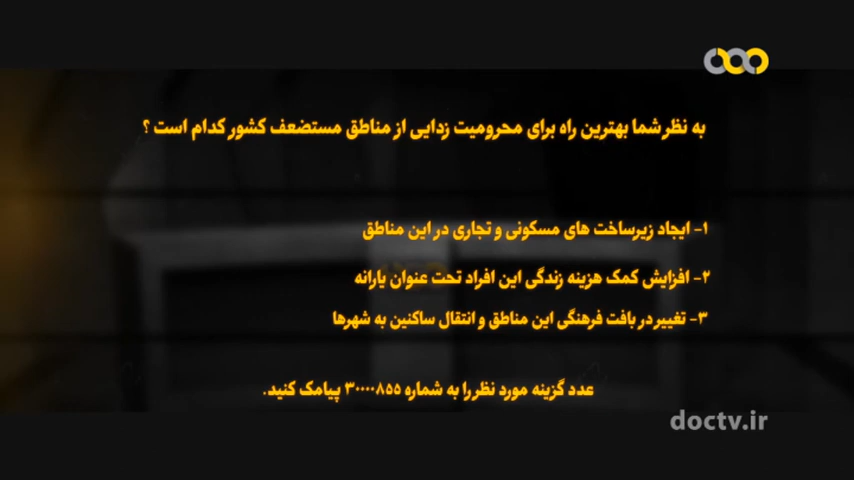 به نظر شما بهترین راه برای محرومیت زدایی از مناطق مستضعف کشور کدام است ؟
۱- ایجاد زیرساخت های مسکونی و تجاری در این مناطق
۲- افزایش کمک هزینه زندگی این افراد تحت عنوان یارانه
۳- تغییر در بافت فرهنگی این مناطق و انتقال ساکنین به شهرها
عدد گزینه مورد نظر را به شماره ۳۰۰۰۰۸۵۵ پیامک کنید.
doctv.ir